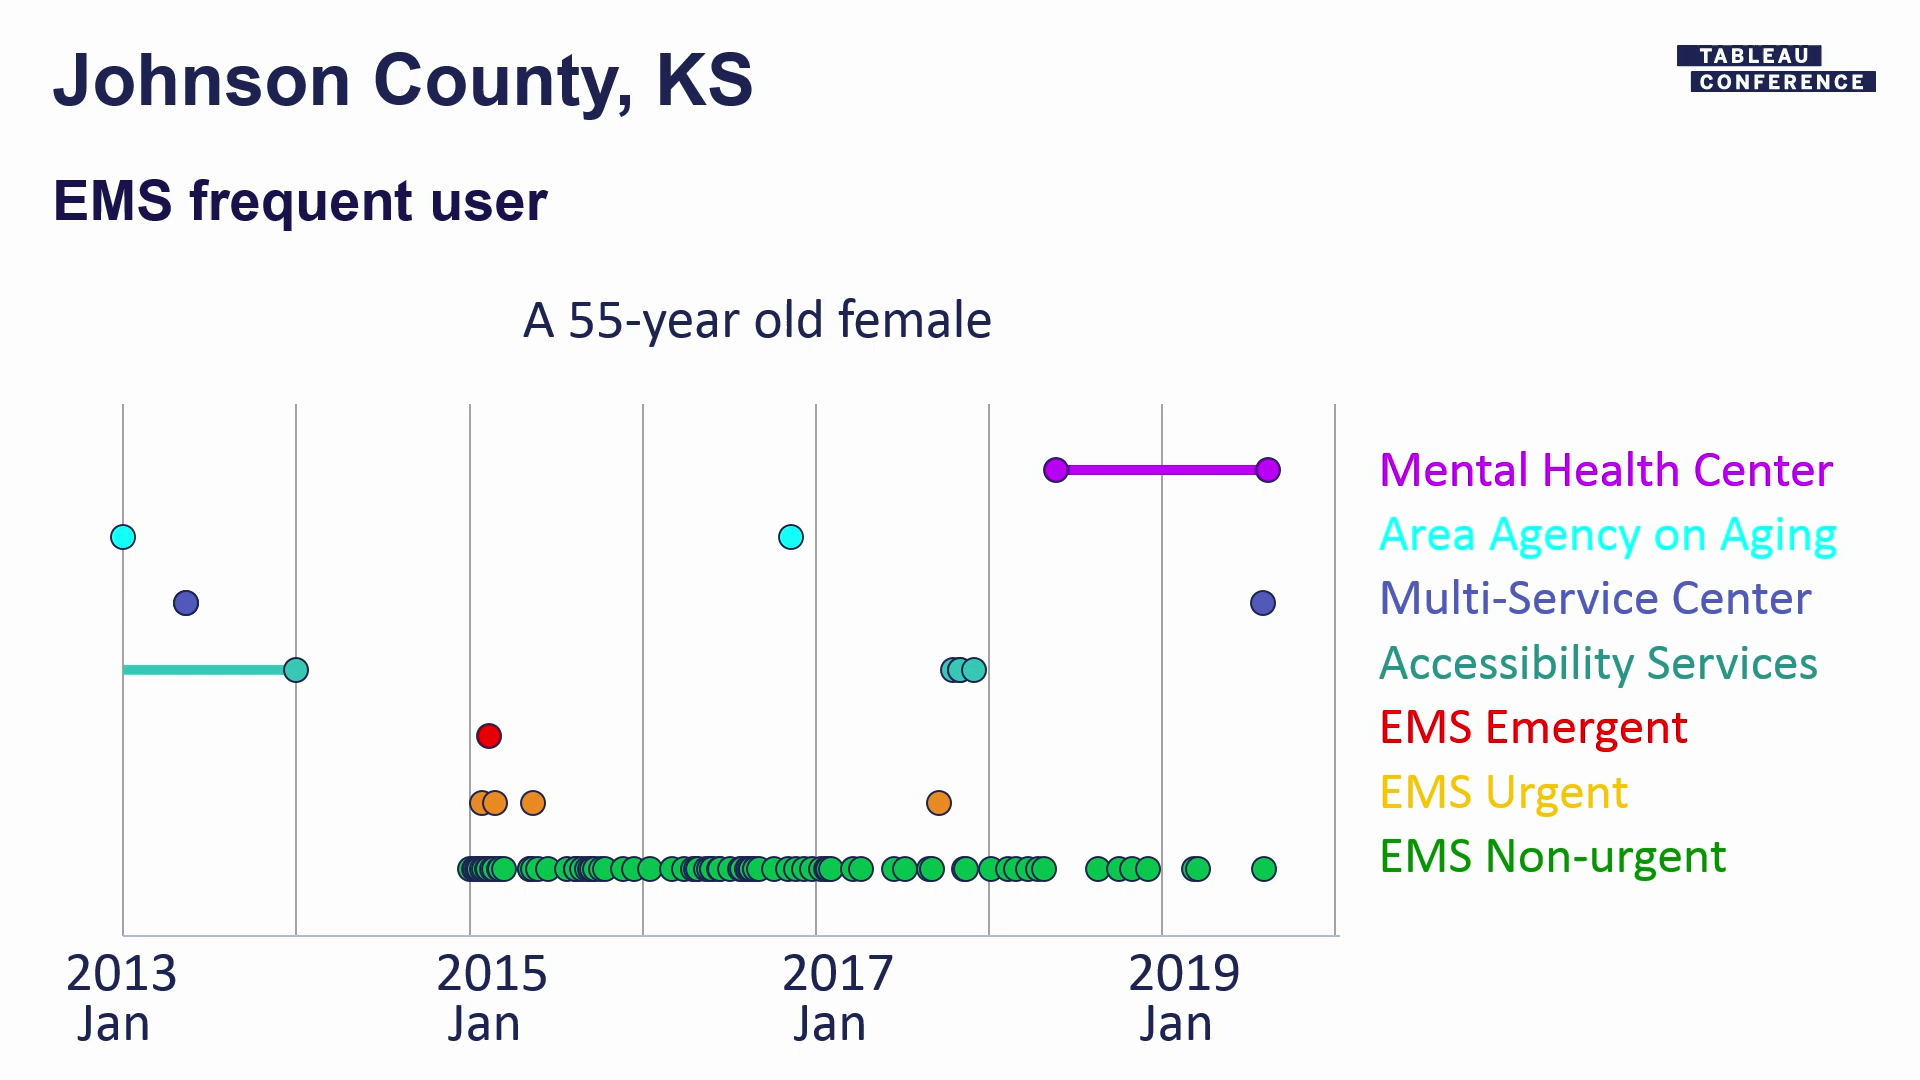 Johnson County, KS
TABLEAU
CONFERENCE
EMS frequent user
A 55-year old female
Mental Health Center
Area Agency on Aging
Multi-Service Center
Accessibility Services
EMS Emergent
EMS Urgent
EMS Non-urgent
2013 2015 2017 2019
Jan Jan Jan Jan